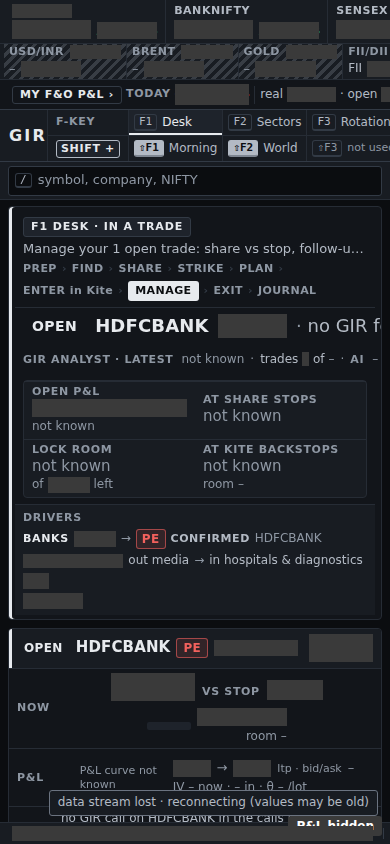 BANKNIFTY
SENSEX
USD/INR
BRENT
GOLD
FII/DII
–
–
–
FII
MY F&O P&L ›
TODAY
real
· open
GIR
F-KEY
F1 Desk
F2 Sectors
F3 Rotation
SHIFT +
⇧F1 Morning
⇧F2 World
⇧F3 not used
/ symbol, company, NIFTY
F1 DESK · IN A TRADE
Manage your 1 open trade: share vs stop, follow-u…
PREP › FIND › SHARE › STRIKE › PLAN ›
ENTER in Kite › MANAGE › EXIT › JOURNAL
OPEN HDFCBANK · no GIR
GIR ANALYST · LATEST not known · trades of – · AI –
OPEN P&L
not known
AT SHARE STOPS
not known
LOCK ROOM
not known
of left
AT KITE BACKSTOPS
not known
room –
DRIVERS
BANKS → PE CONFIRMED HDFCBANK
out media → in hospitals & diagnostics
OPEN HDFCBANK PE
NOW
VS STOP
room –
P&L
P&L curve not known
→ ltp · bid/ask –
IV – now · – in · θ – /lot
data stream lost · reconnecting (values may be old)
no GIR call on HDFCBANK in the calls
P&L hidden